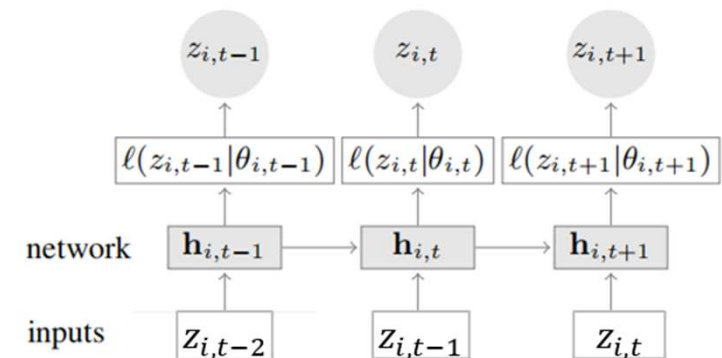 z_{i,t−1} z_{i,t} z_{i,t+1}
ℓ(z_{i,t−1}|θ_{i,t−1}) ℓ(z_{i,t}|θ_{i,t}) ℓ(z_{i,t+1}|θ_{i,t+1})
network h_{i,t−1} h_{i,t} h_{i,t+1}
inputs z_{i,t−2} z_{i,t−1} z_{i,t}